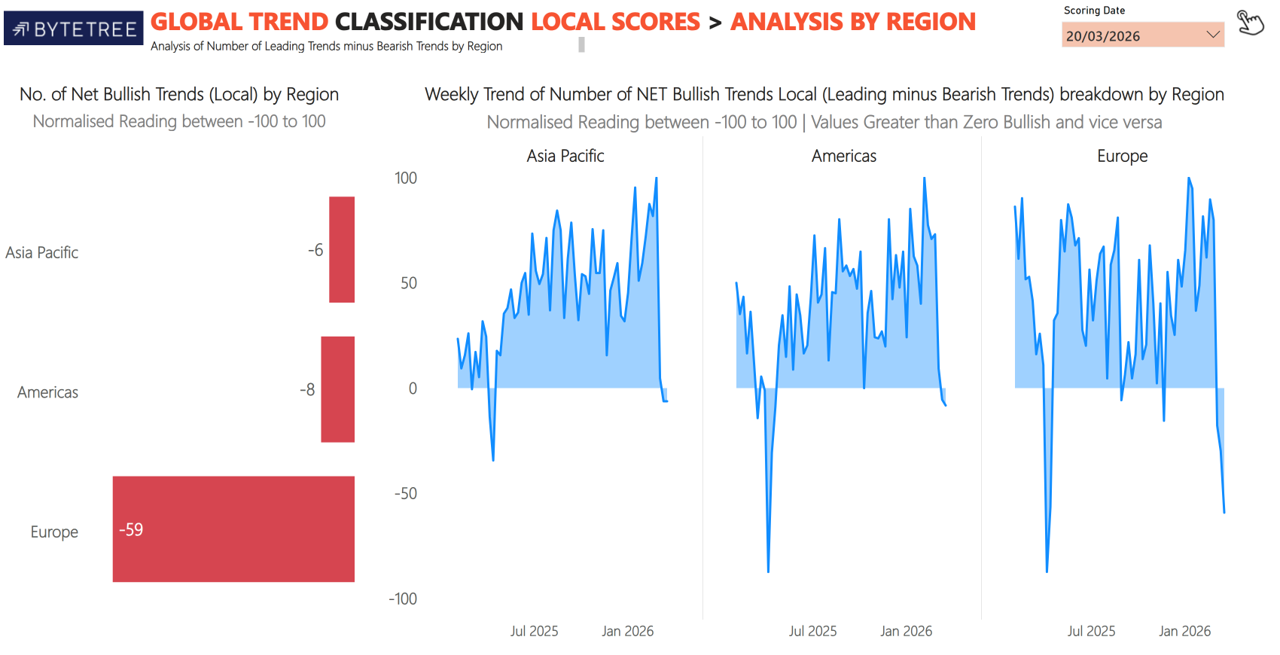 BYTETREE
GLOBAL TREND CLASSIFICATION LOCAL SCORES > ANALYSIS BY REGION
Analysis of Number of Leading Trends minus Bearish Trends by Region
Scoring Date
20/03/2026
No. of Net Bullish Trends (Local) by Region
Normalised Reading between -100 to 100
Asia Pacific
-6
Americas
-8
Europe
-59
Weekly Trend of Number of NET Bullish Trends Local (Leading minus Bearish Trends) breakdown by Region
Normalised Reading between -100 to 100 | Values Greater than Zero Bullish and vice versa
Asia Pacific
Americas
Europe
100
50
0
-50
-100
Jul 2025
Jan 2026
Jul 2025
Jan 2026
Jul 2025
Jan 2026